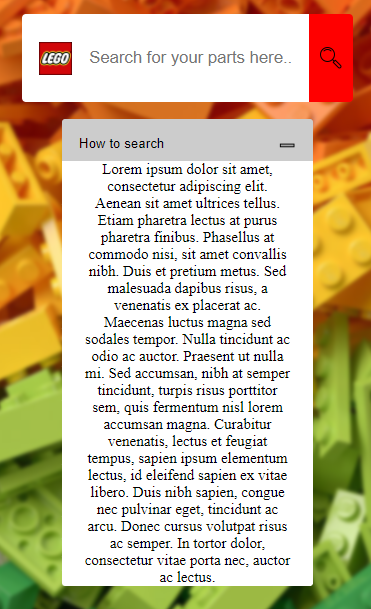 LEGO
Search for your parts here..
How to search
Lorem ipsum dolor sit amet,
consectetur adipiscing elit.
Aenean sit amet ultrices tellus.
Etiam pharetra lectus at purus
pharetra finibus. Phasellus at
commodo nisi, sit amet convallis
nibh. Duis et pretium metus. Sed
malesuada dapibus risus, a
venenatis ex placerat ac.
Maecenas luctus magna sed
sodales tempor. Nulla tincidunt ac
odio ac auctor. Praesent ut nulla
mi. Sed accumsan, nibh at semper
tincidunt, turpis risus porttitor
sem, quis fermentum nisl lorem
accumsan magna. Curabitur
venenatis, lectus et feugiat
tempus, sapien ipsum elementum
lectus, id eleifend sapien ex vitae
libero. Duis nibh sapien, congue
nec pulvinar eget, tincidunt ac
arcu. Donec cursus volutpat risus
ac semper. In tortor dolor,
consectetur vitae porta nec, auctor
ac lectus.